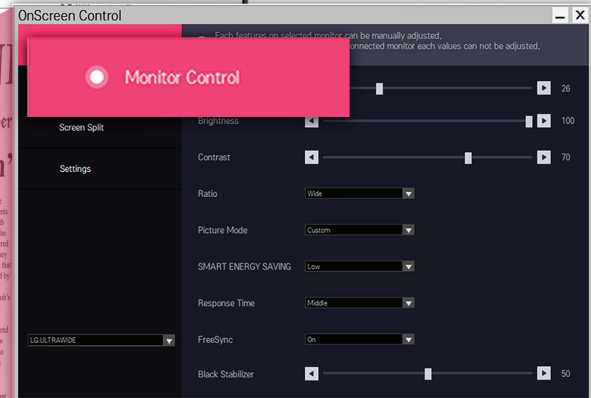 OnScreen Control
Each features on selected monitor can be manually adjusted,
connected monitor each values can not be adjusted,
Monitor Control
26
Screen Split
Settings
Brightness 100
Contrast 70
Ratio Wide
Picture Mode Custom
SMART ENERGY SAVING Low
Response Time Middle
FreeSync On
LG ULTRAWIDE
Black Stabilizer 50